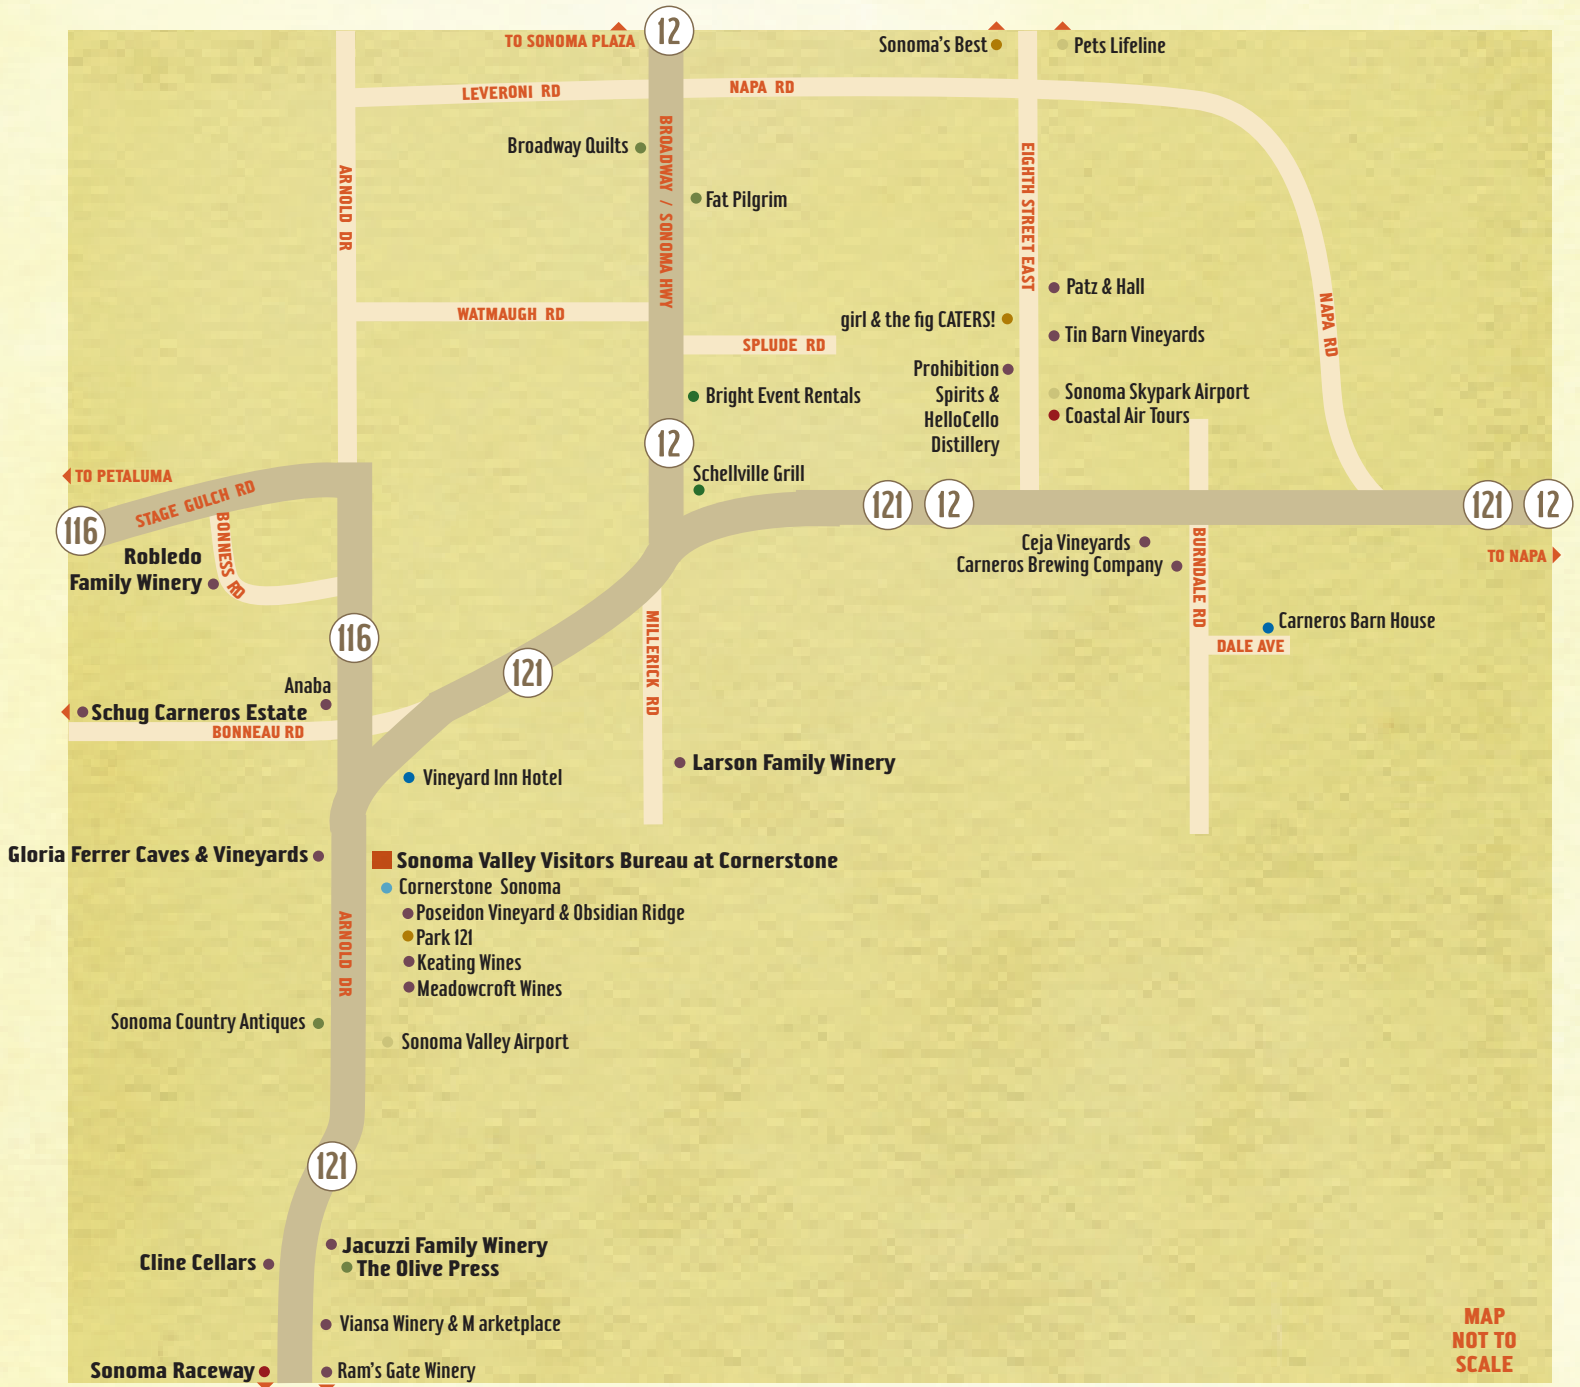 12
TO SONOMA PLAZA
Sonoma's Best
Pets Lifeline
LEVERONI RD
NAPA RD
BROADWAY / SONOMA HWY
ARNOLD DR
EIGHTH STREET EAST
Broadway Quilts
Fat Pilgrim
Patz & Hall
NAPA RD
WATMAUGH RD
girl & the fig CATERS!
Tin Barn Vineyards
SPLUDE RD
Prohibition
Spirits &
HelloCello
Distillery
Bright Event Rentals
Sonoma Skypark Airport
Coastal Air Tours
12
Schellville Grill
TO PETALUMA
STAGE GULCH RD
116
121
12
121
12
TO NAPA
BONNESS RD
Robledo
Family Winery
Ceja Vineyards
Carneros Brewing Company
BURNDALE RD
Carneros Barn House
DALE AVE
116
121
MILLERICK RD
Anaba
Schug Carneros Estate
BONNEAU RD
Larson Family Winery
Vineyard Inn Hotel
Gloria Ferrer Caves & Vineyards
Sonoma Valley Visitors Bureau at Cornerstone
Cornerstone Sonoma
Poseidon Vineyard & Obsidian Ridge
Park 121
Keating Wines
Meadowcroft Wines
ARNOLD DR
Sonoma Country Antiques
Sonoma Valley Airport
121
Jacuzzi Family Winery
Cline Cellars
The Olive Press
Viansa Winery & M arketplace
Sonoma Raceway
Ram's Gate Winery
MAP
NOT TO
SCALE